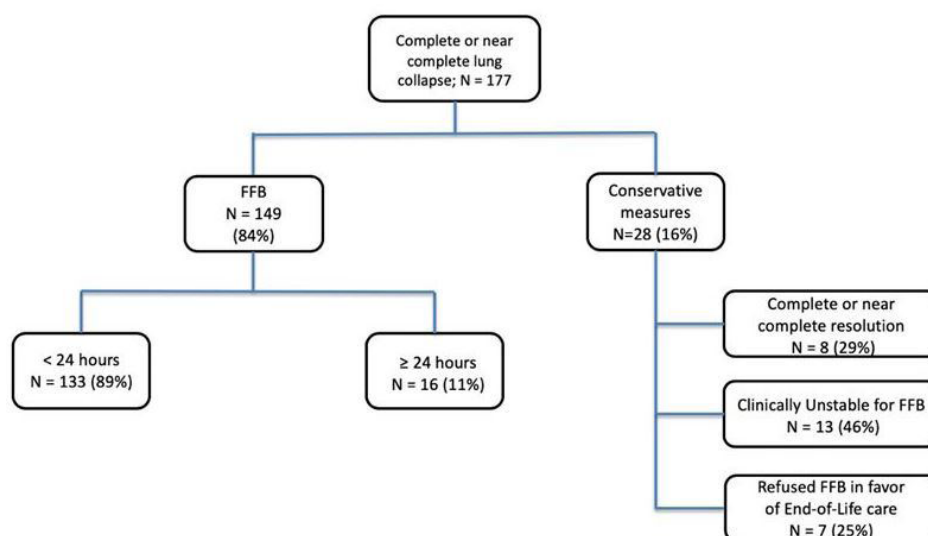 Complete or near
complete lung
collapse; N = 177
FFB
N = 149
(84%)
Conservative
measures
N=28 (16%)
< 24 hours
N = 133 (89%)
≥ 24 hours
N = 16 (11%)
Complete or near
complete resolution
N = 8 (29%)
Clinically Unstable for FFB
N = 13 (46%)
Refused FFB in favor
of End-of-Life care
N = 7 (25%)